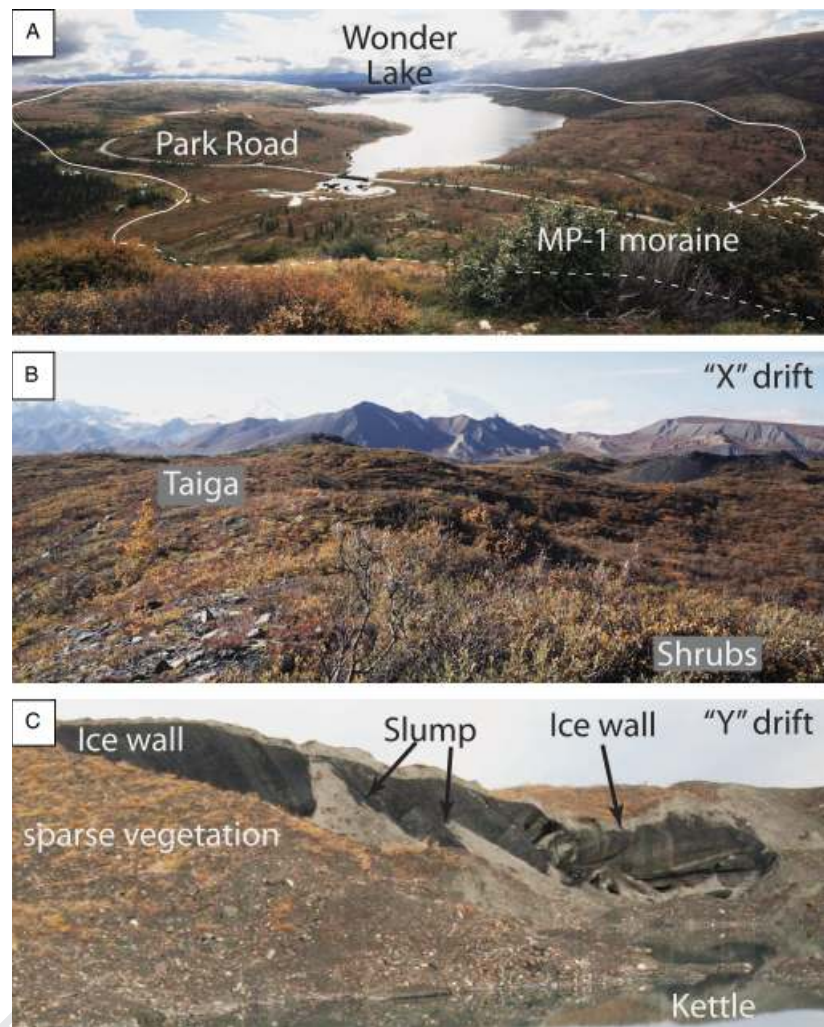 A
Wonder
Lake
Park Road
MP-1 moraine
B
"X" drift
Taiga
Shrubs
C
"Y" drift
Ice wall
Slump
Ice wall
sparse vegetation
Kettle